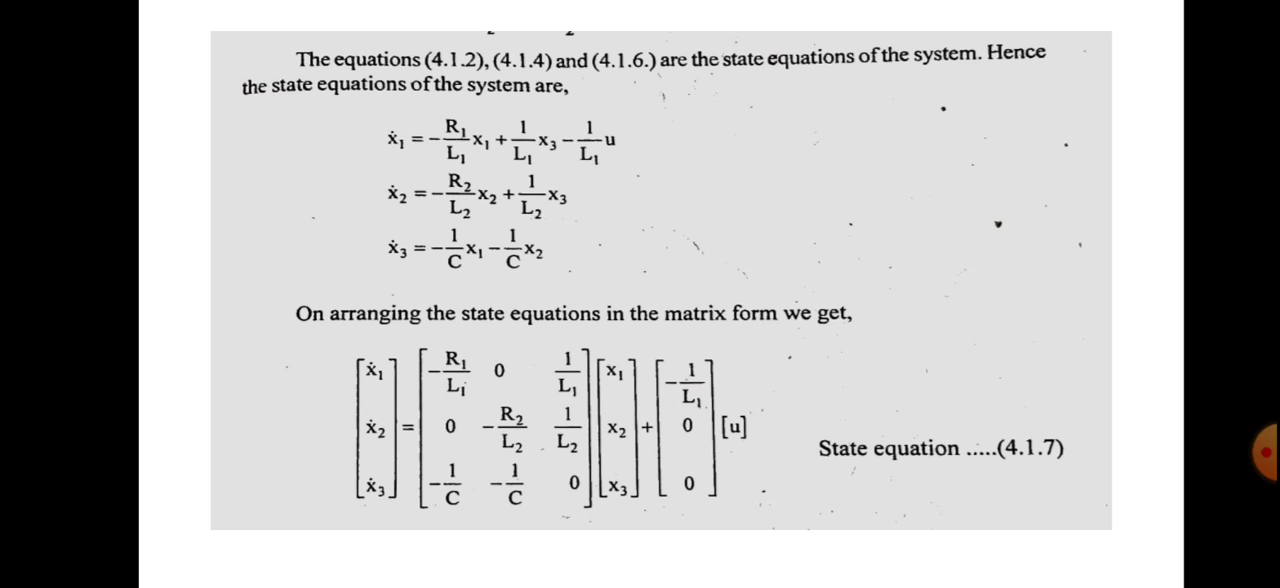 The equations (4.1.2), (4.1.4) and (4.1.6.) are the state equations of the system. Hence
the state equations of the system are,
ẋ₁ = -R₁/L₁ x₁ + 1/L₁ x₃ - 1/L₁ u
ẋ₂ = -R₂/L₂ x₂ + 1/L₂ x₃
ẋ₃ = -1/C x₁ - 1/C x₂
On arranging the state equations in the matrix form we get,
[ẋ₁ ẋ₂ ẋ₃] = [-R₁/L₁ 0 1/L₁ 0 -R₂/L₂ 1/L₂ -1/C -1/C 0] [x₁ x₂ x₃] + [-1/L₁ 0 0] [u]
State equation .....(4.1.7)